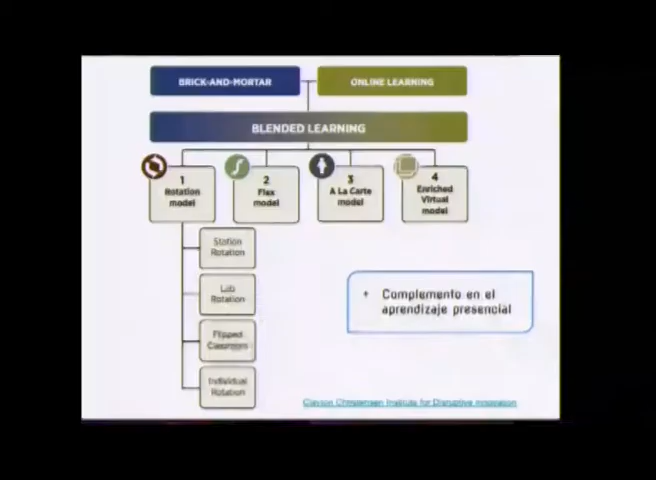 BRICK-AND-MORTAR
ONLINE LEARNING
BLENDED LEARNING
1
Rotation
model
2
Flex
model
3
A La Carte
model
4
Enriched
Virtual
model
Station
Rotation
Lab
Rotation
Flipped
Classroom
Individual
Rotation
+ Complemento en el
aprendizaje presencial
Clayton Christensen Institute for Disruptive Innovation